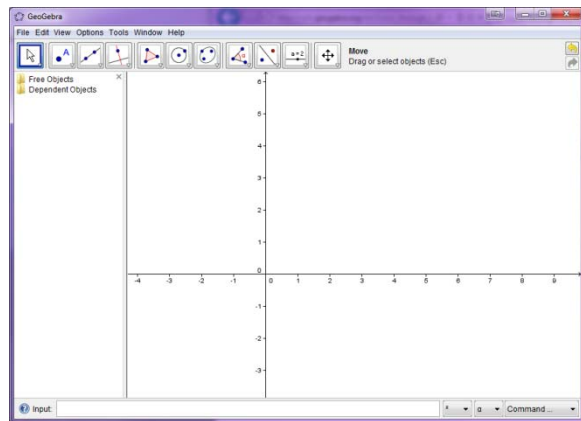 GeoGebra
File Edit View Options Tools Window Help
A
α
a = 2
Move
Drag or select objects (Esc)
Free Objects
Dependent Objects
6
5
4
3
2
1
0
-4 -3 -2 -1 0 1 2 3 4 5 6 7 8 9
-1
-2
-3
Input:
α
Command ...